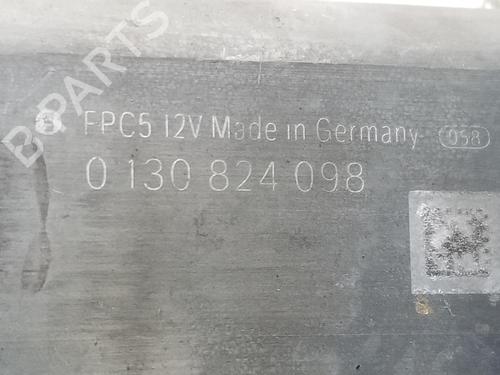 B-PARTS
FPC5 12V Made in Germany 058
0 130 824 098